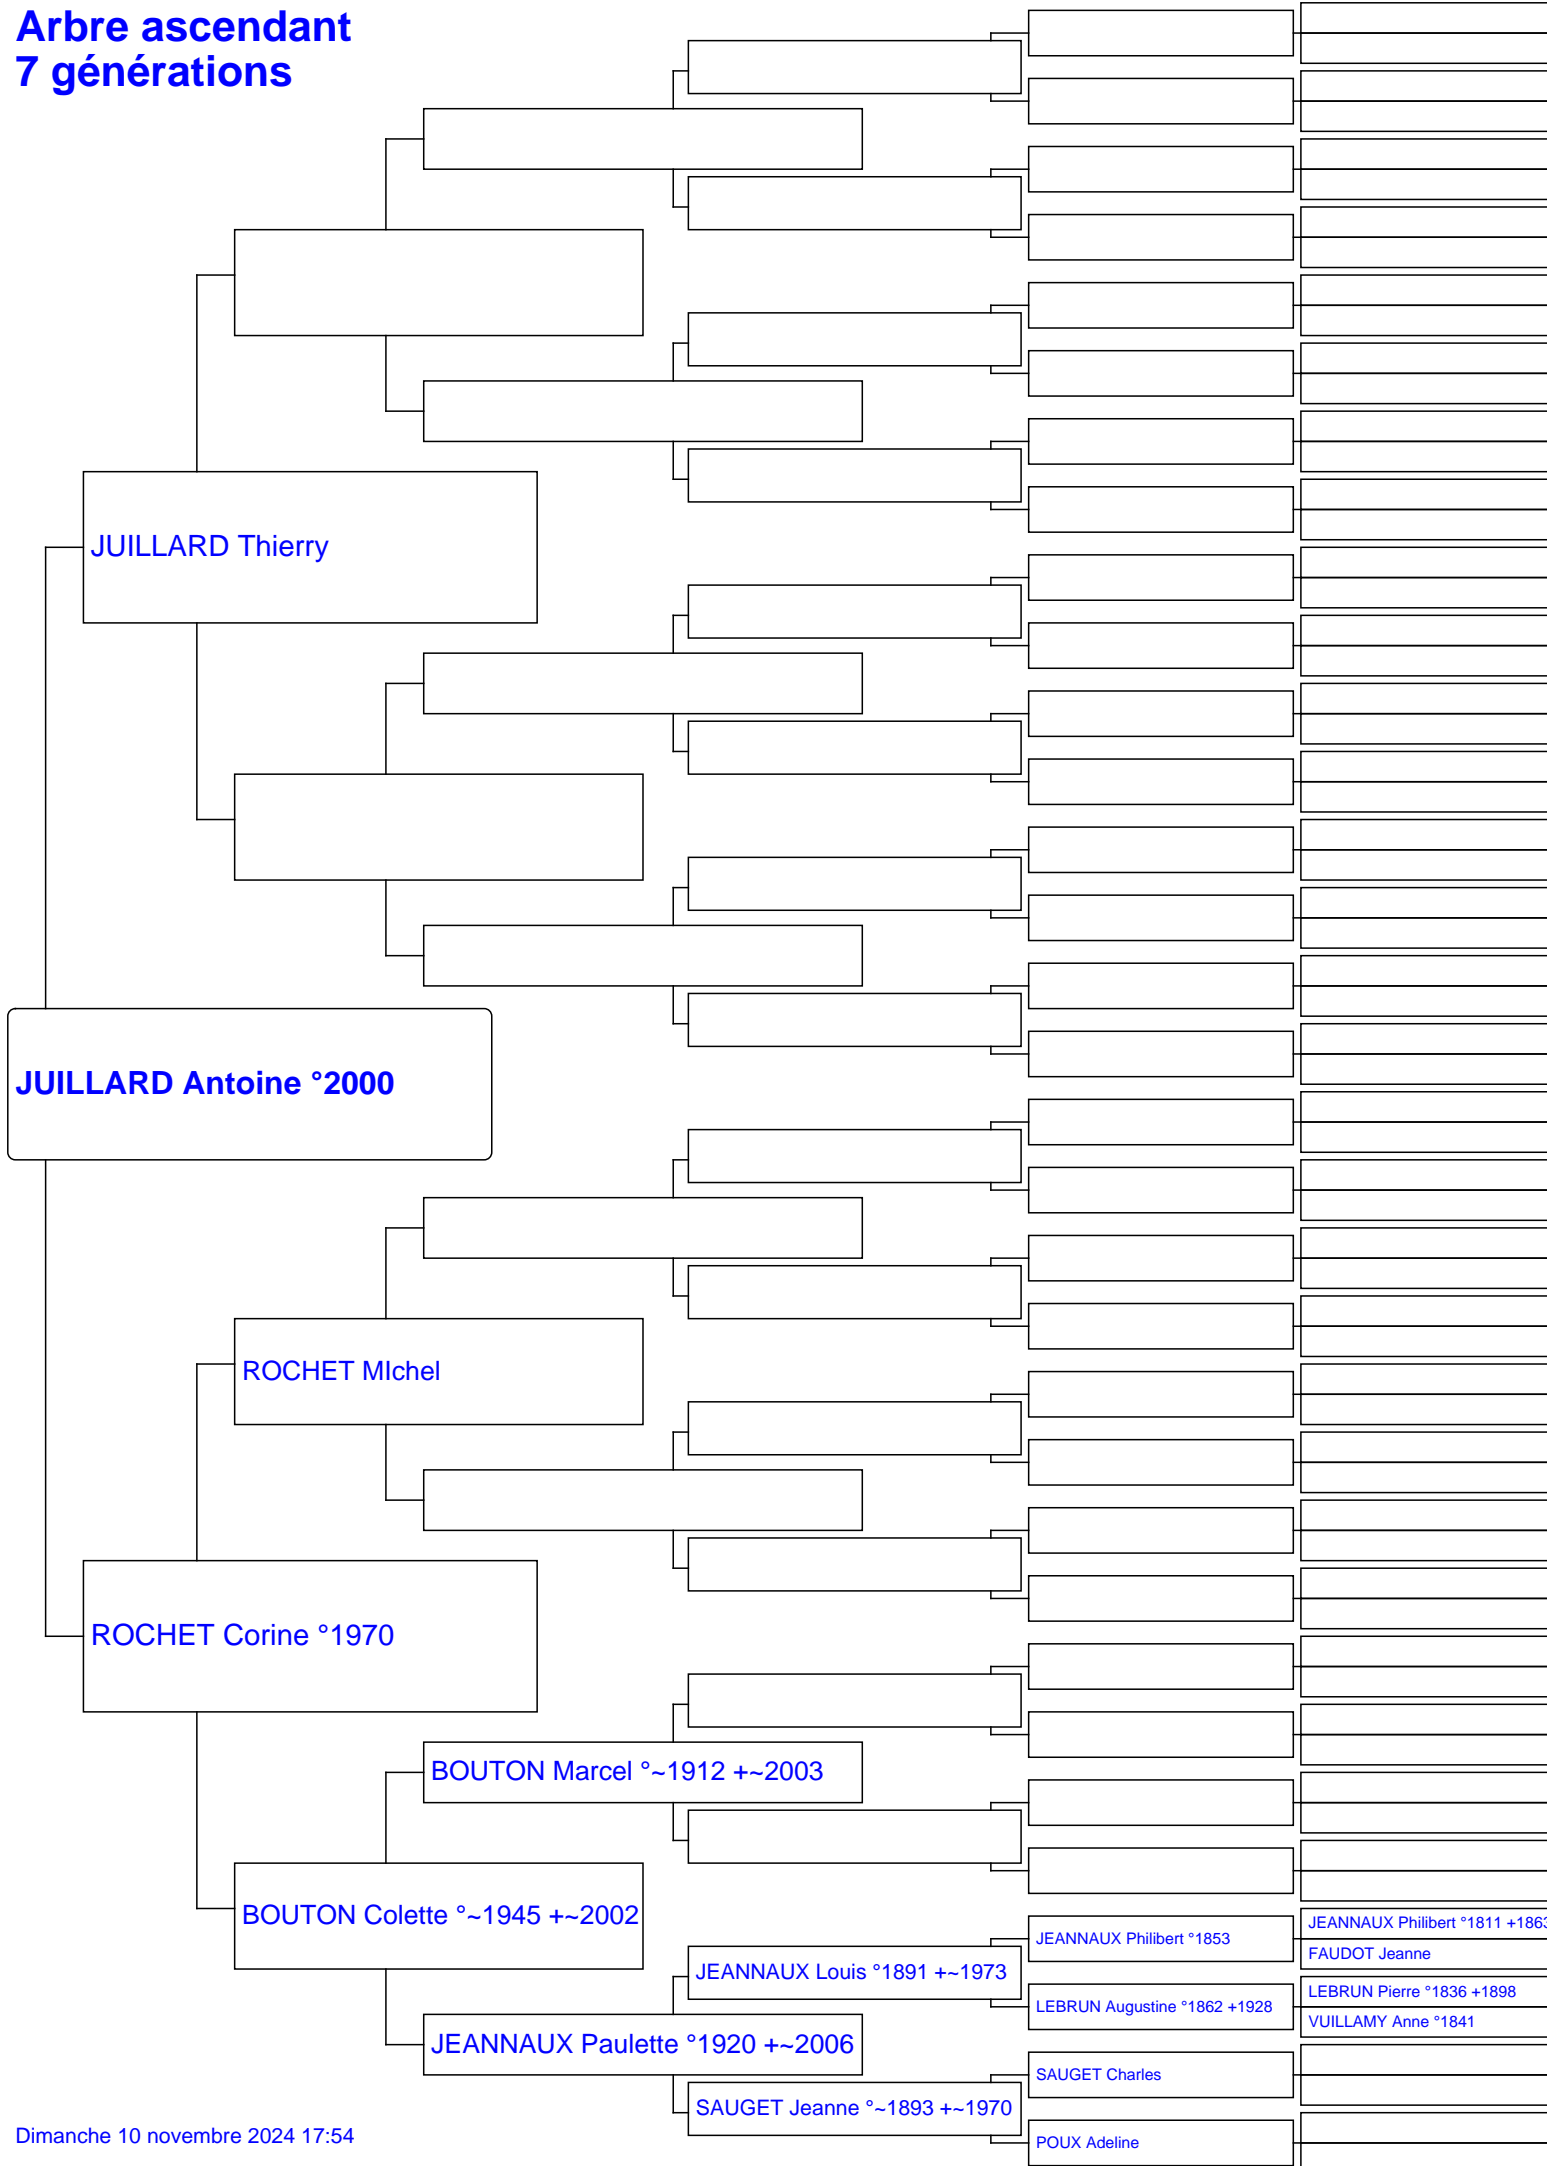 Arbre ascendant
7 générations
JUILLARD Thierry
JUILLARD Antoine °2000
ROCHET MIchel
ROCHET Corine °1970
BOUTON Marcel °~1912 +~2003
BOUTON Colette °~1945 +~2002
JEANNAUX Philibert °1853
JEANNAUX Philibert °1811 +1863
FAUDOT Jeanne
JEANNAUX Louis °1891 +~1973
LEBRUN Augustine °1862 +1928
LEBRUN Pierre °1836 +1898
VUILLAMY Anne °1841
JEANNAUX Paulette °1920 +~2006
SAUGET Charles
SAUGET Jeanne °~1893 +~1970
POUX Adeline
Dimanche 10 novembre 2024 17:54